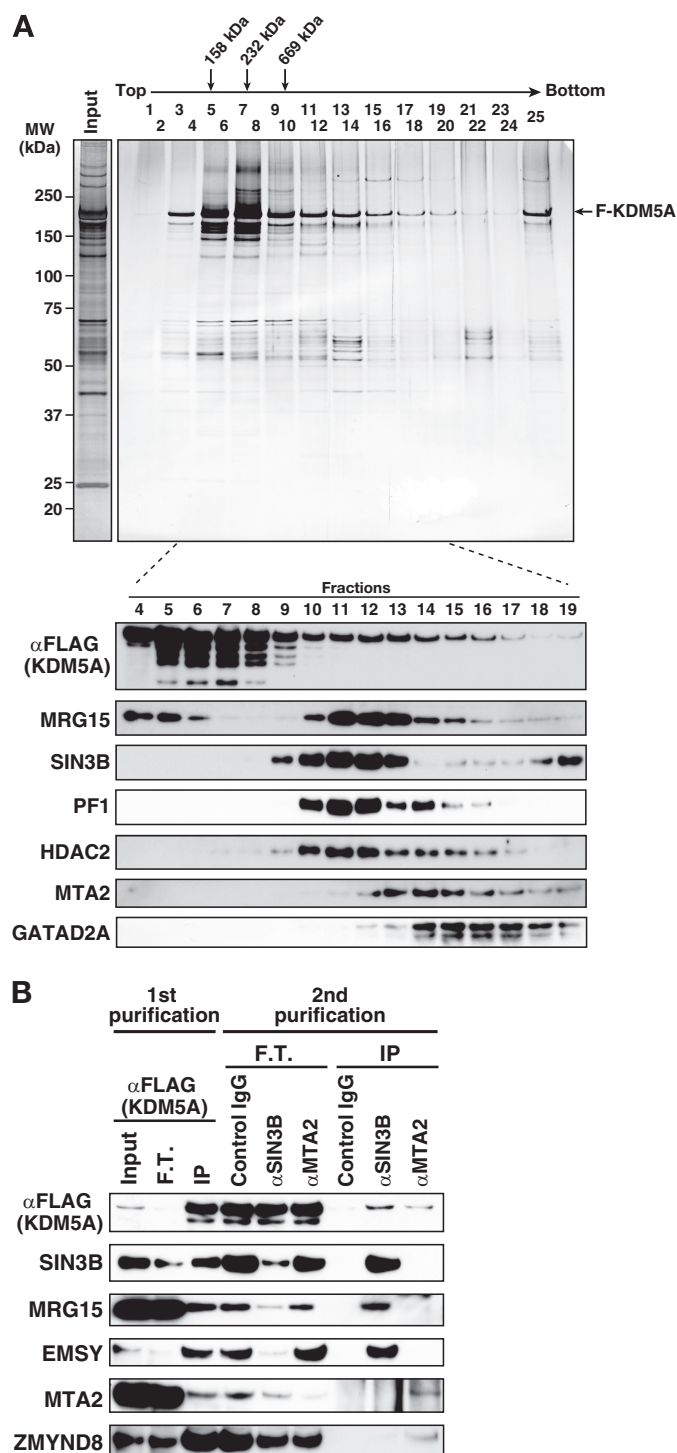 A
158 kDa
232 kDa
669 kDa
Top
Bottom
Input
1 3 5 7 9 11 13 15 17 19 21 23 25
2 4 6 8 10 12 14 16 18 20 22 24
MW
(kDa)
250
150
100
75
50
37
25
20
F-KDM5A
Fractions
4 5 6 7 8 9 10 11 12 13 14 15 16 17 18 19
αFLAG
(KDM5A)
MRG15
SIN3B
PF1
HDAC2
MTA2
GATAD2A
B
1st
purification
2nd
purification
F.T.
IP
αFLAG
(KDM5A)
Input
F.T.
IP
Control IgG
αSIN3B
αMTA2
Control IgG
αSIN3B
αMTA2
αFLAG
(KDM5A)
SIN3B
MRG15
EMSY
MTA2
ZMYND8